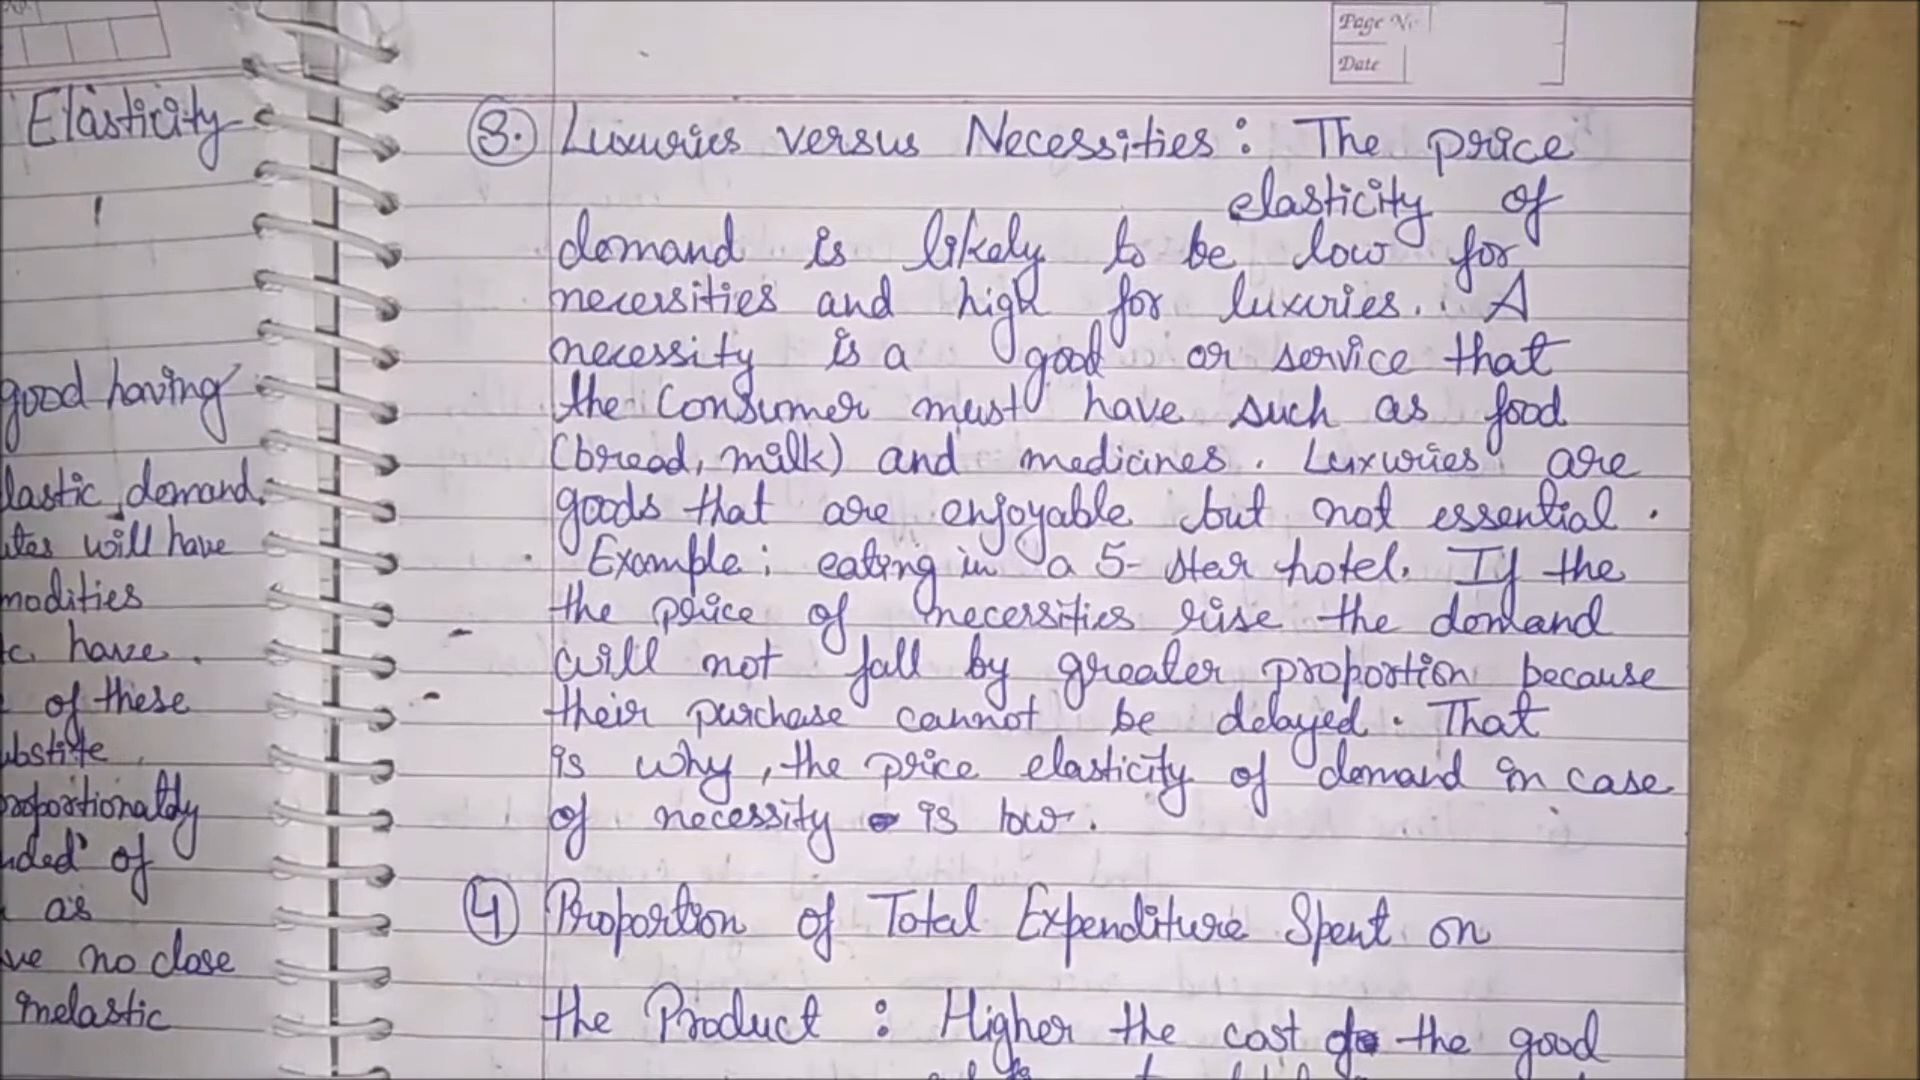 Elasticity
good having
lastic demand.
will have
modities
have.
of these
of
as
no close
inelastic
Page No.
Date
3. Luxuries versus Necessities : The price
elasticity of
demand is likely to be low for
necessities and high for luxuries. A
necessity is a good or service that
the Consumer must have such as food
(bread, milk) and medicines. Luxuries are
goods that are enjoyable but not essential.
Example : eating in a 5-star hotel. If the
the price of necessities rise the demand
will not fall by greater proportion because
their purchase cannot be delayed. That
is why, the price elasticity of demand in case
of necessity is low.
4 Proportion of Total Expenditure Spent on
the Product : Higher the cost of the good